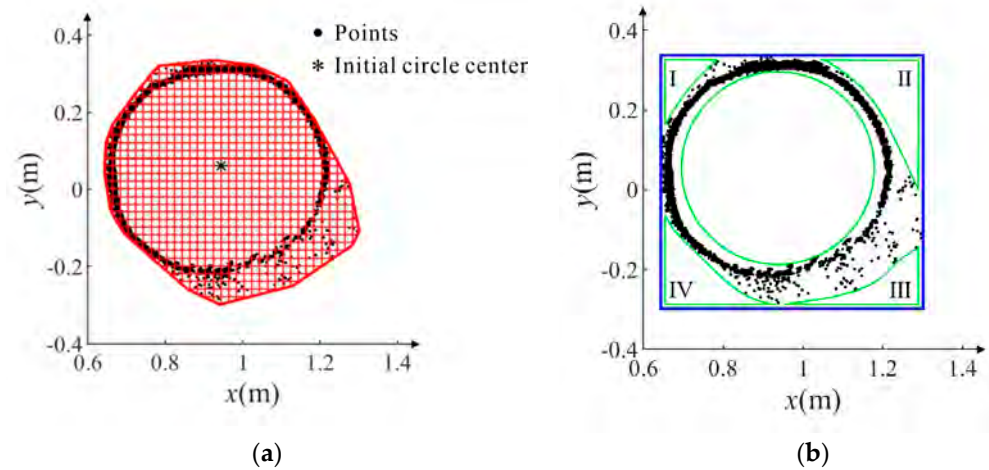 0.4
0.2
0
-0.2
-0.4
y(m)
0.6
0.8
1
1.2
1.4
x(m)
Points
Initial circle center
(a)
0.4
0.2
0
-0.2
-0.4
y(m)
0.6
0.8
1
1.2
1.4
x(m)
I
II
IV
III
(b)